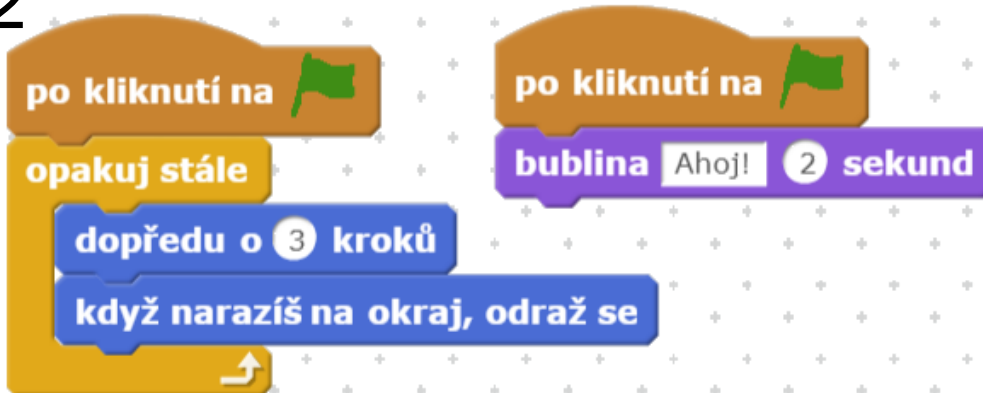 2
po kliknutí na
opakuj stále
dopředu o 3 kroků
když narazíš na okraj, odraž se
po kliknutí na
bublina Ahoj! 2 sekund